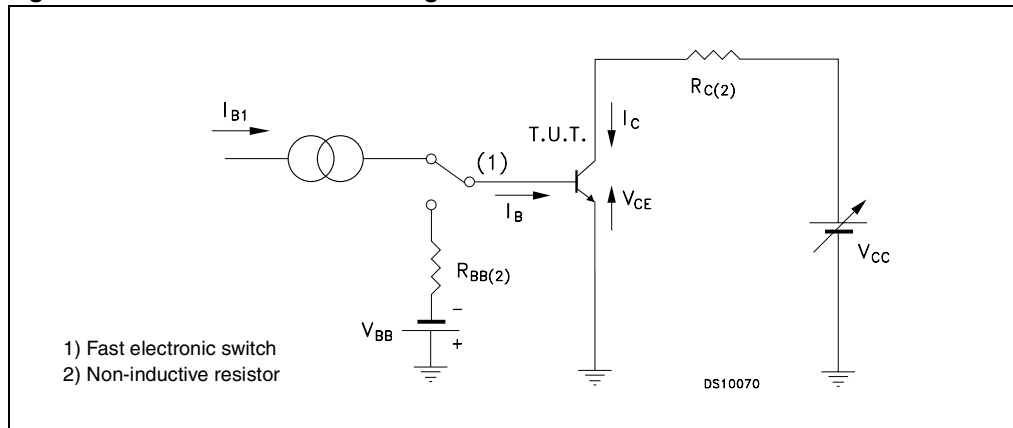 I_B1
R_C(2)
T.U.T.
I_C
(1)
I_B
V_CE
V_CC
R_BB(2)
V_BB
−
+
1) Fast electronic switch
2) Non-inductive resistor
DS10070